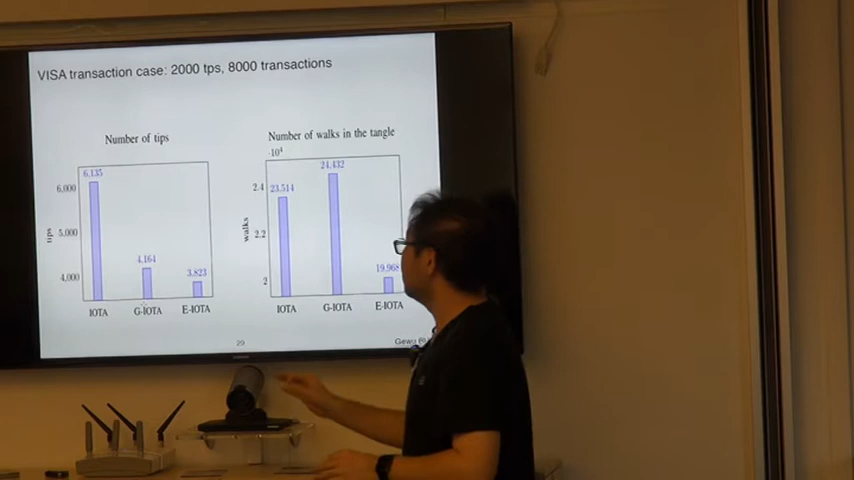 VISA transaction case: 2000 tps, 8000 transactions
Number of tips
6,135
6,000
5,000
4,000
4,164
3,823
tips
IOTA G-IOTA E-IOTA
Number of walks in the tangle
·10⁴
24,432
23,514
2.4
2.2
2
19,968
walks
IOTA G-IOTA E-IOTA
29